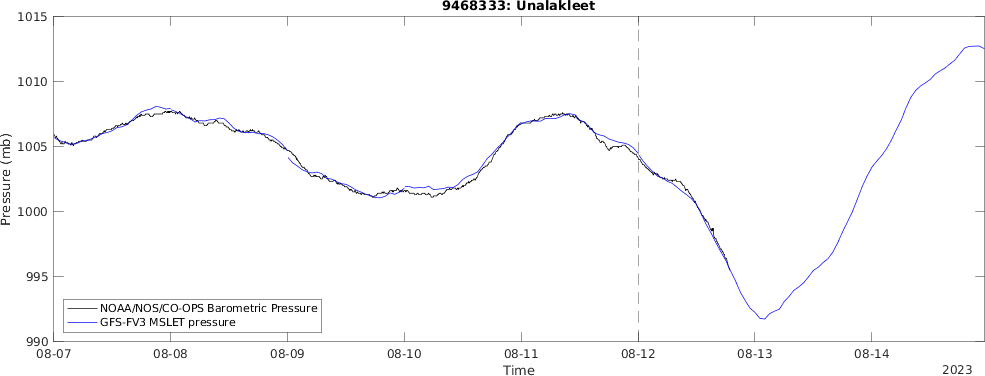 9468333: Unalakleet
1015
1010
1005
1000
995
990
Pressure (mb)
NOAA/NOS/CO-OPS Barometric Pressure
GFS-FV3 MSLET pressure
08-07 08-08 08-09 08-10 08-11 08-12 08-13 08-14
Time
2023